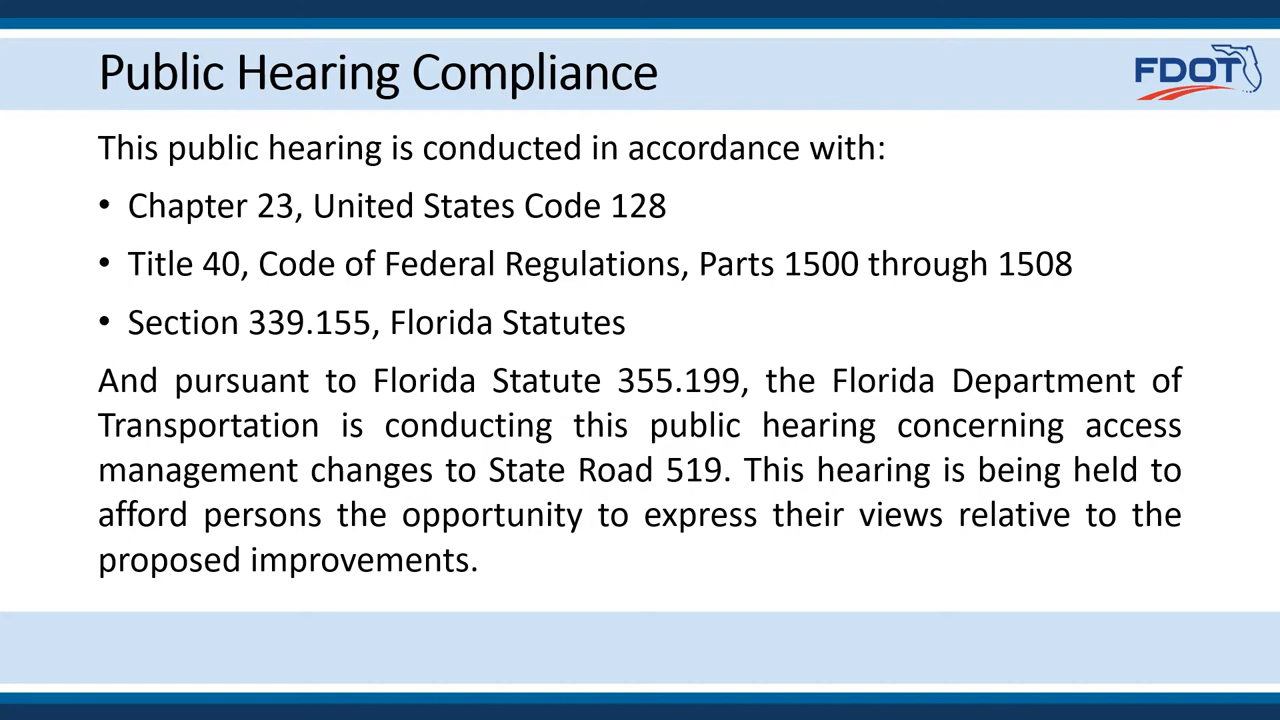 Public Hearing Compliance
FDOT
This public hearing is conducted in accordance with:
• Chapter 23, United States Code 128
• Title 40, Code of Federal Regulations, Parts 1500 through 1508
• Section 339.155, Florida Statutes
And pursuant to Florida Statute 355.199, the Florida Department of
Transportation is conducting this public hearing concerning access
management changes to State Road 519. This hearing is being held to
afford persons the opportunity to express their views relative to the
proposed improvements.